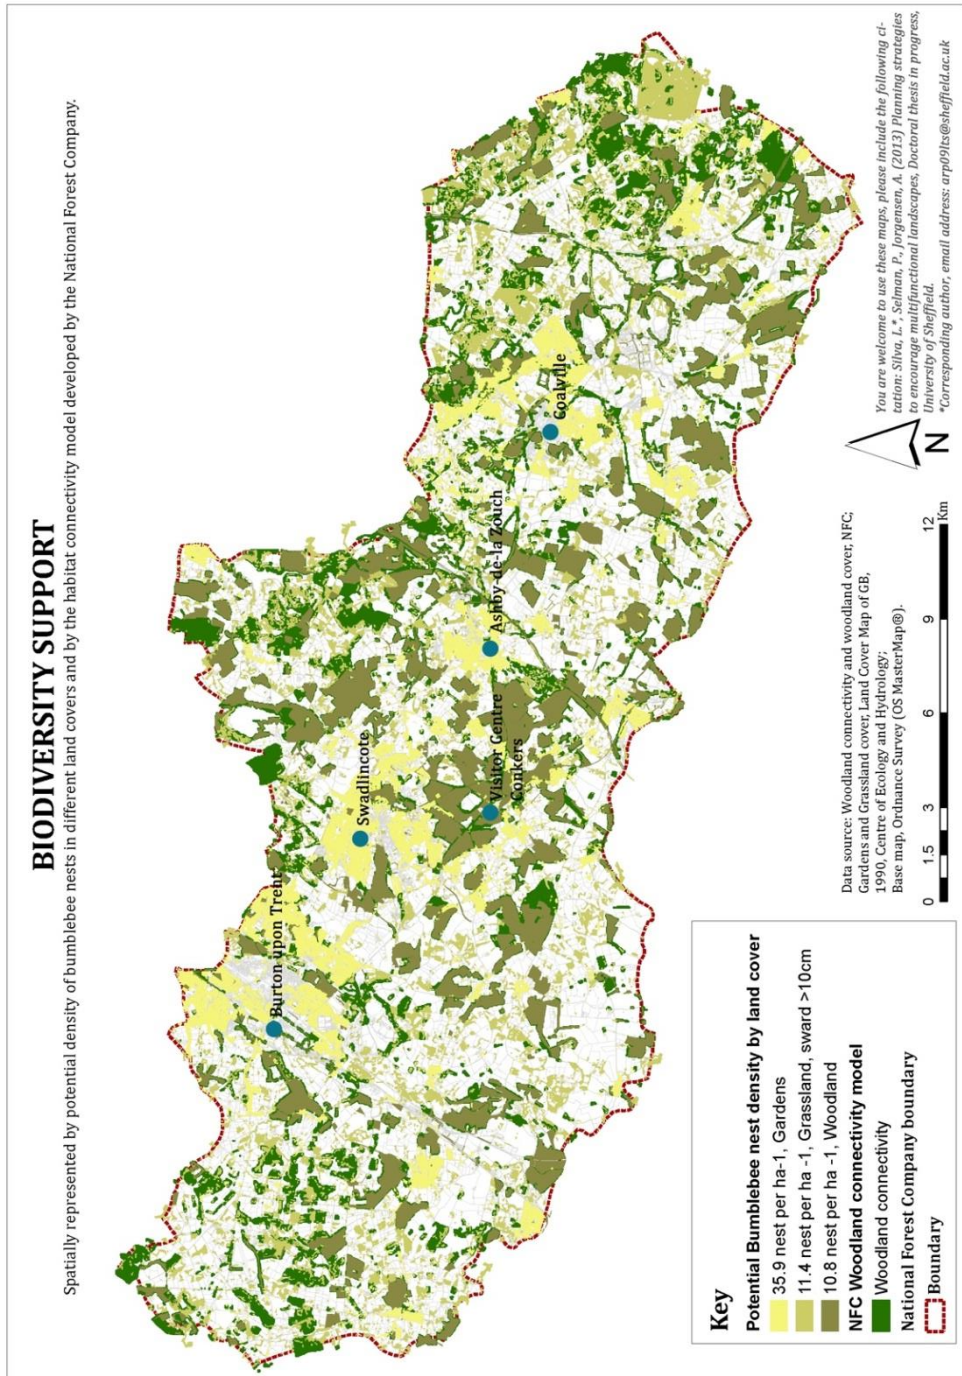 BIODIVERSITY SUPPORT
Spatially represented by potential density of bumblebee nests in different land covers and by the habitat connectivity model developed by the National Forest Company.
Burton upon Trent
Swadlincote
Visitor Centre
Conkers
Ashby-de-la Zouch
Coalville
Key
Potential Bumblebee nest density by land cover
35.9 nest per ha-1, Gardens
11.4 nest per ha -1, Grassland, sward >10cm
10.8 nest per ha -1, Woodland
NFC Woodland connectivity model
Woodland connectivity
National Forest Company boundary
Boundary
Data source: Woodland connectivity and woodland cover, NFC;
Gardens and Grassland cover, Land Cover Map of GB,
1990, Centre of Ecology and Hydrology;
Base map, Ordnance Survey (OS MasterMap®).
0 1.5 3 6 9 12
Km
N
You are welcome to use these maps, please include the following ci-
tation: Silva, L.*, Selman, P., Jorgensen, A. (2013) Planning strategies
to encourage multifunctional landscapes, Doctoral thesis in progress,
University of Sheffield.
*Corresponding author, email address: arp09lts@sheffield.ac.uk